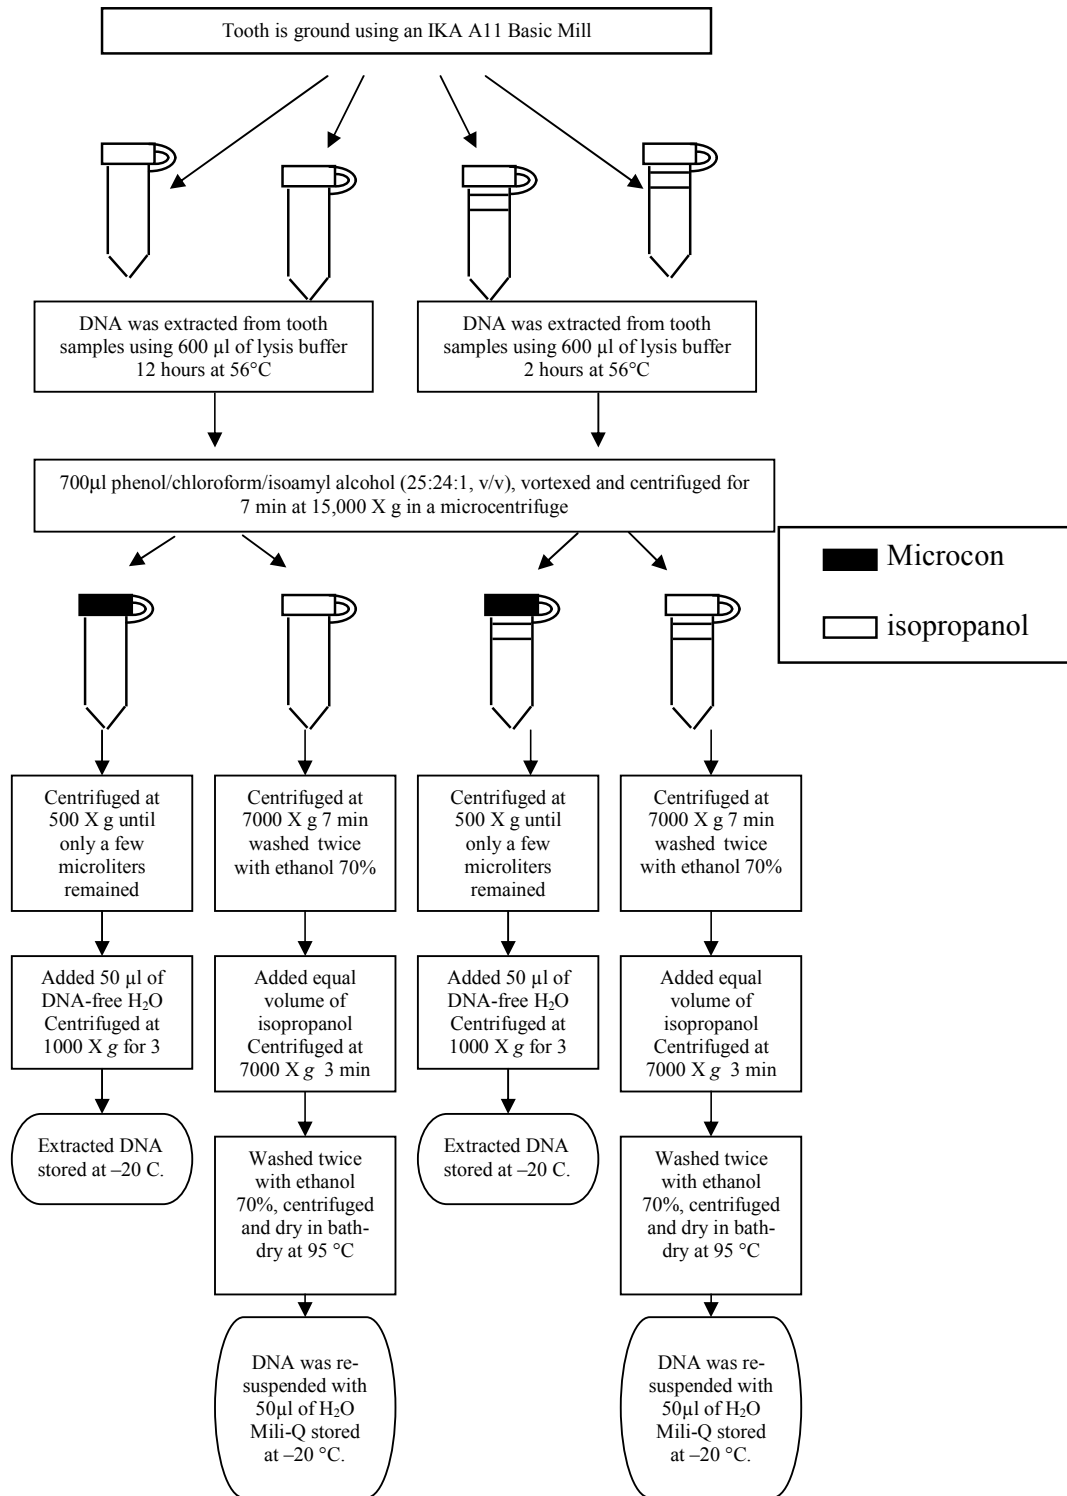 Tooth is ground using an IKA A11 Basic Mill
DNA was extracted from tooth
samples using 600 µl of lysis buffer
12 hours at 56°C
DNA was extracted from tooth
samples using 600 µl of lysis buffer
2 hours at 56°C
700µl phenol/chloroform/isoamyl alcohol (25:24:1, v/v), vortexed and centrifuged for
7 min at 15,000 X g in a microcentrifuge
Microcon
isopropanol
Centrifuged at
500 X g until
only a few
microliters
remained
Centrifuged at
7000 X g 7 min
washed twice
with ethanol 70%
Centrifuged at
500 X g until
only a few
microliters
remained
Centrifuged at
7000 X g 7 min
washed twice
with ethanol 70%
Added 50 µl of
DNA-free H₂O
Centrifuged at
1000 X g for 3
Added equal
volume of
isopropanol
Centrifuged at
7000 X g 3 min
Added 50 µl of
DNA-free H₂O
Centrifuged at
1000 X g for 3
Added equal
volume of
isopropanol
Centrifuged at
7000 X g 3 min
Extracted DNA
stored at –20 C.
Washed twice
with ethanol
70%, centrifuged
and dry in bath-
dry at 95 °C
Extracted DNA
stored at –20 C.
Washed twice
with ethanol
70%, centrifuged
and dry in bath-
dry at 95 °C
DNA was re-
suspended with
50µl of H₂O
Mili-Q stored
at –20 °C.
DNA was re-
suspended with
50µl of H₂O
Mili-Q stored
at –20 °C.